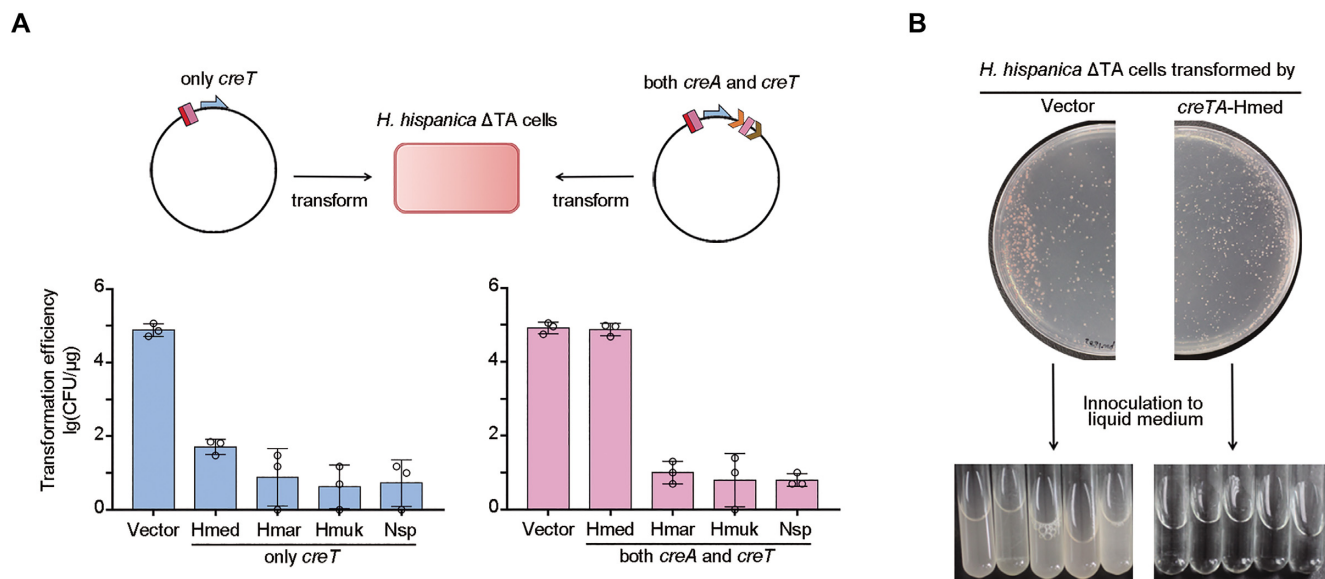 A
only creT
both creA and creT
H. hispanica ΔTA cells
transform
transform
Transformation efficiency
lg(CFU/μg)
6
4
2
0
Vector
Hmed
Hmar
Hmuk
Nsp
only creT
6
4
2
0
Vector
Hmed
Hmar
Hmuk
Nsp
both creA and creT
B
H. hispanica ΔTA cells transformed by
Vector
creTA-Hmed
Innoculation to
liquid medium